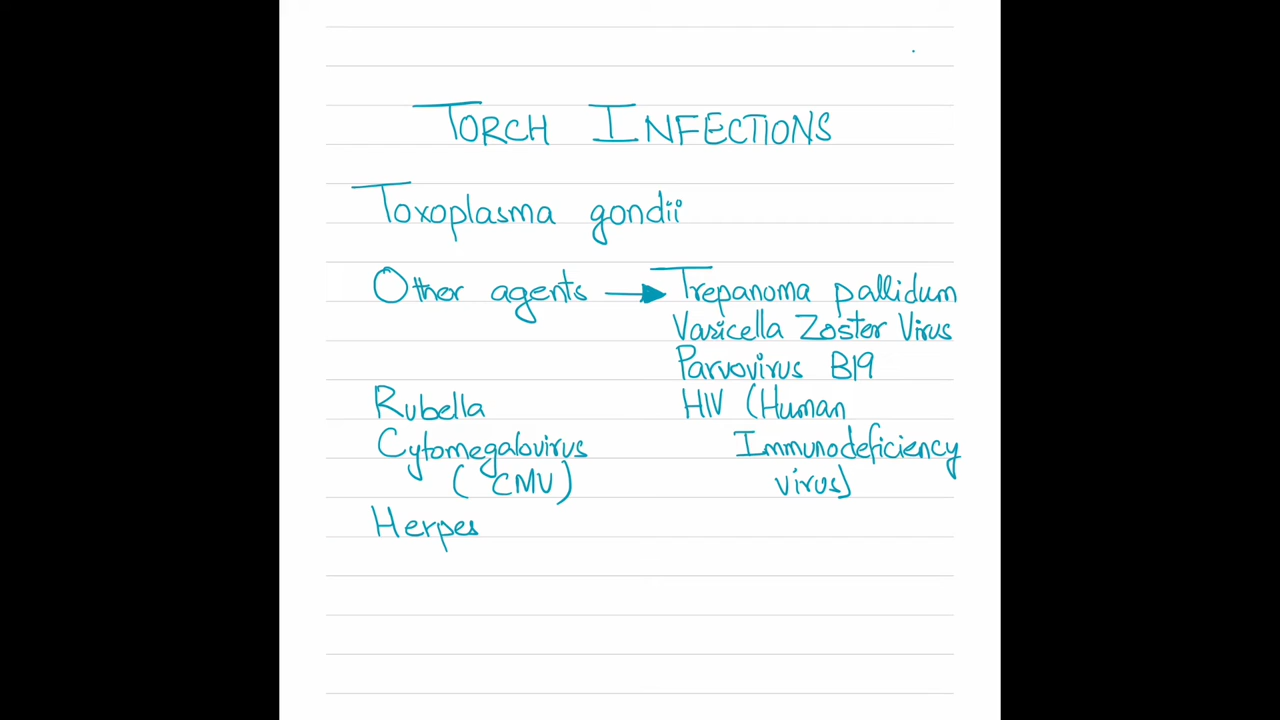 TORCH INFECTIONS
Toxoplasma gondii
Other agents → Trepanoma pallidum
Varicella Zoster Virus
Parvovirus B19
Rubella HIV (Human
Cytomegalovirus Immunodeficiency
(CMV) virus)
Herpes